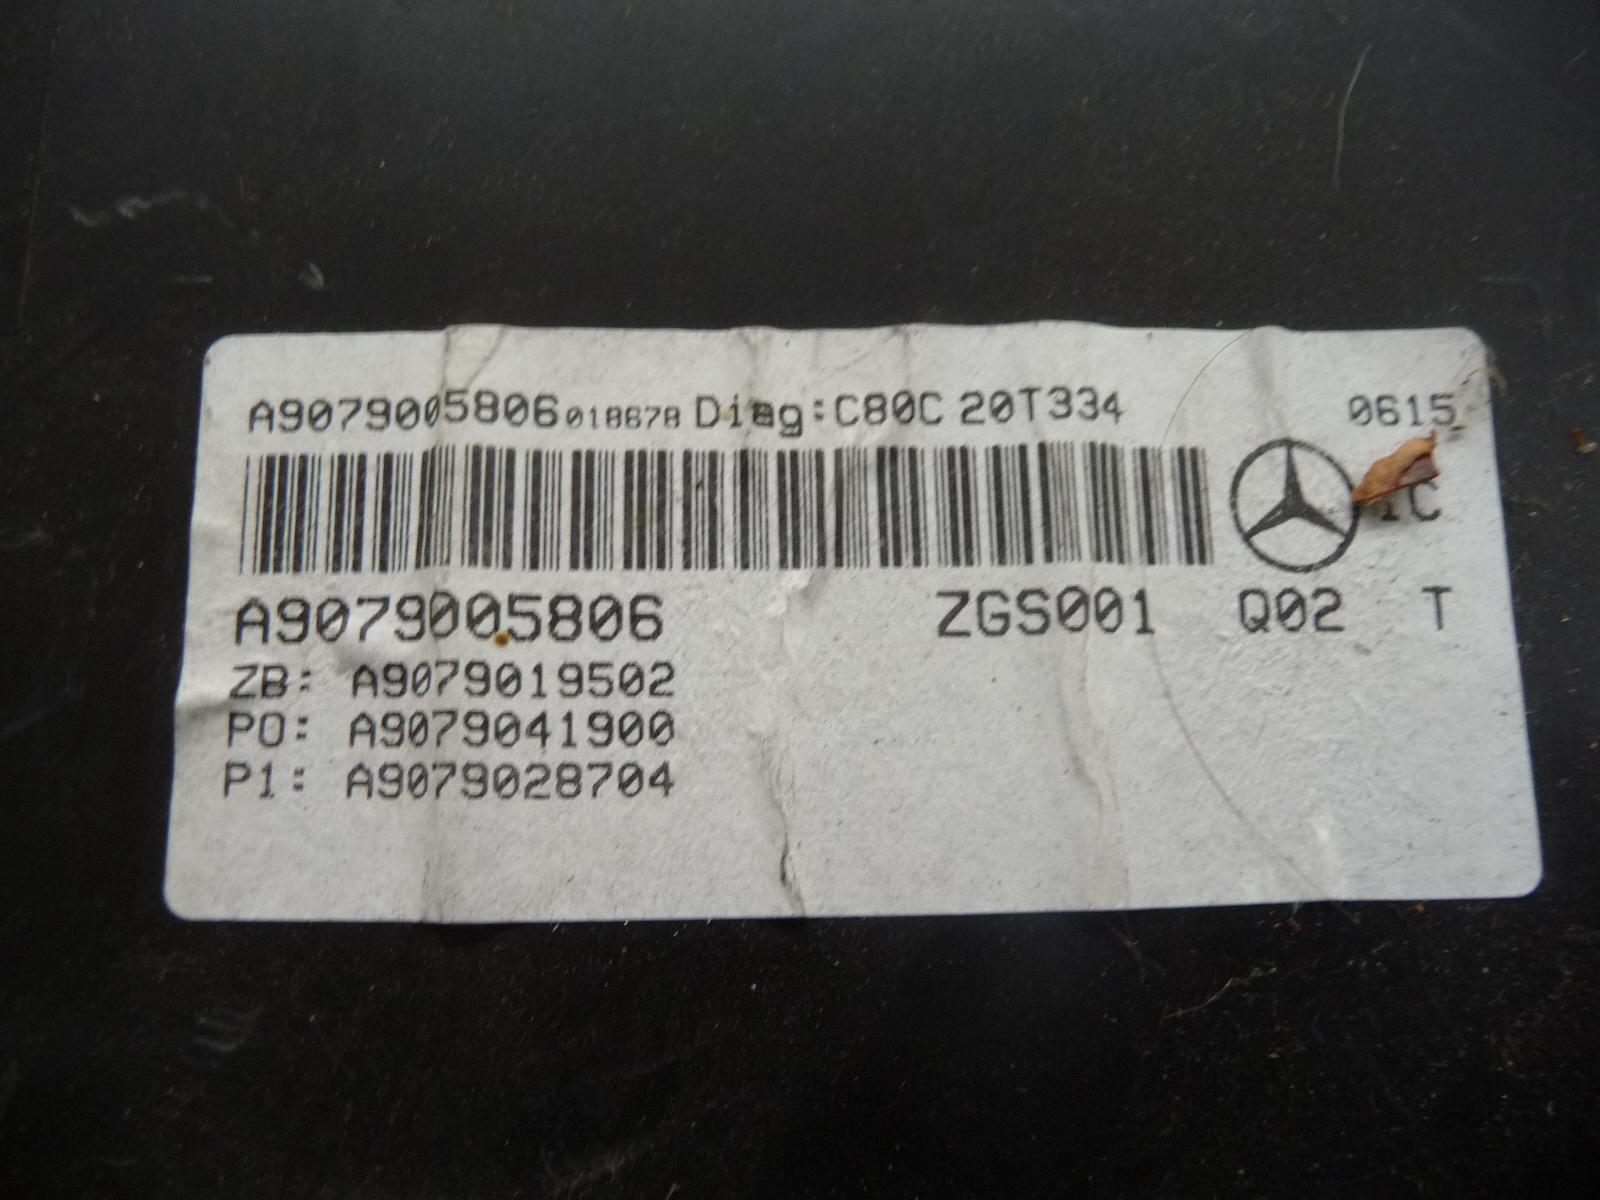 A9079005806 018678 Diag:C80C 20T334 0615
A9079005806 ZGS001 Q02 T
ZB: A9079019502
P0: A9079041900
P1: A9079028704